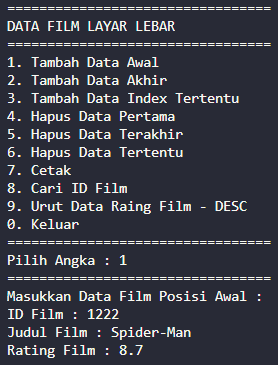 =================================
DATA FILM LAYAR LEBAR
=================================
1. Tambah Data Awal
2. Tambah Data Akhir
3. Tambah Data Index Tertentu
4. Hapus Data Pertama
5. Hapus Data Terakhir
6. Hapus Data Tertentu
7. Cetak
8. Cari ID Film
9. Urut Data Raing Film - DESC
0. Keluar
=================================
Pilih Angka : 1
=================================
Masukkan Data Film Posisi Awal :
ID Film : 1222
Judul Film : Spider-Man
Rating Film : 8.7